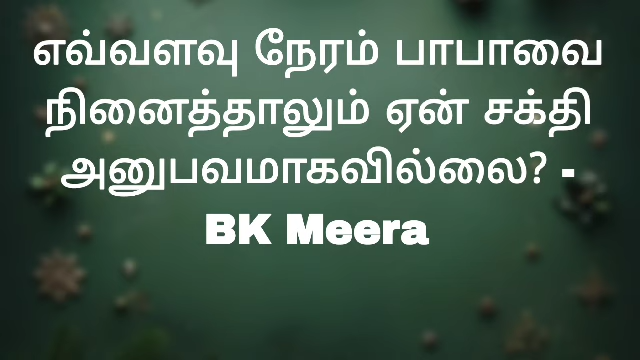 எவ்வளவு நேரம் பாபாவை
நினைத்தாலும் ஏன் சக்தி
அனுபவமாகவில்லை? -
BK Meera